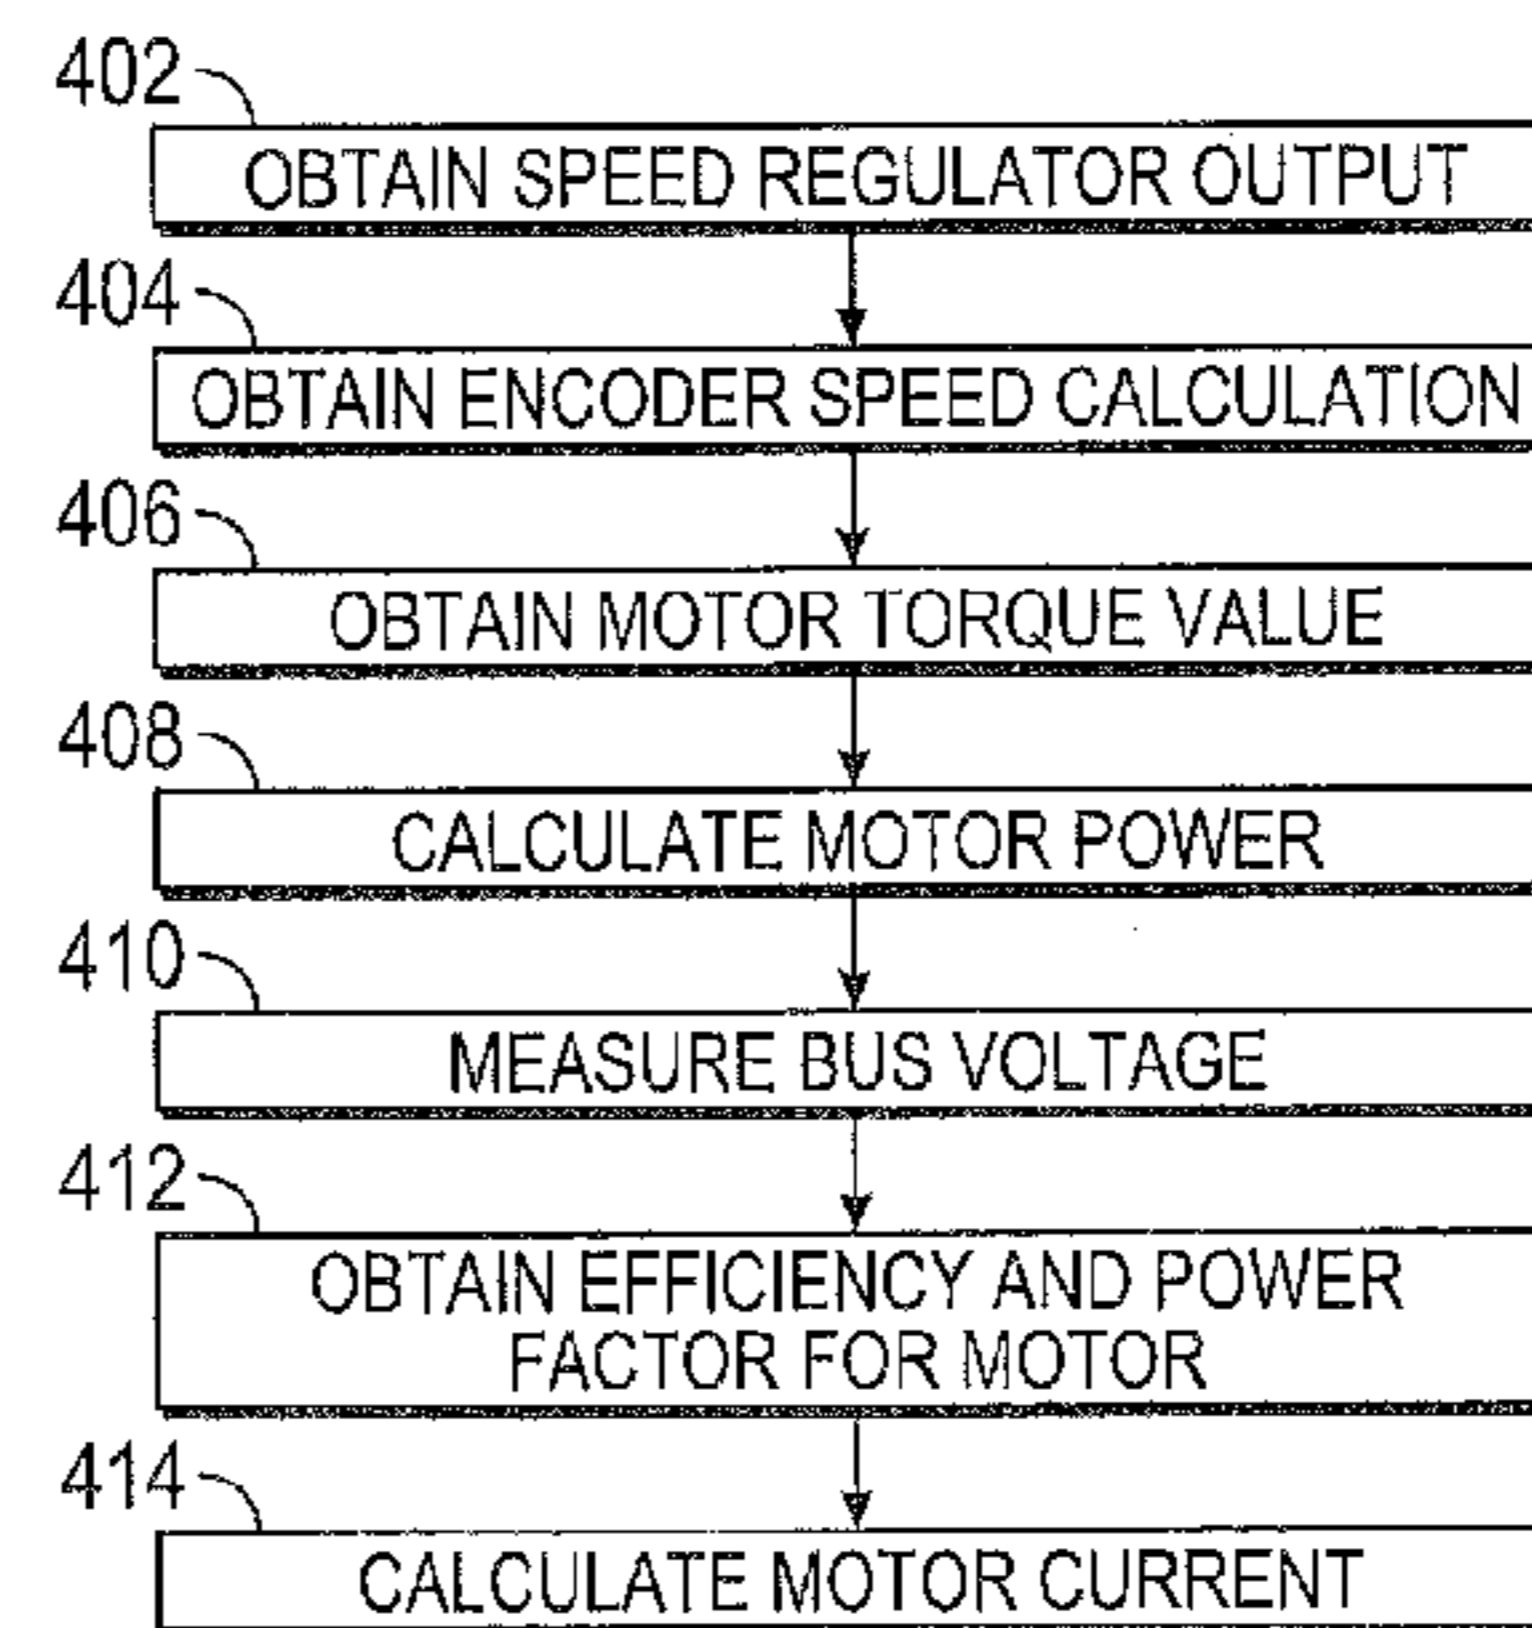 402
OBTAIN SPEED REGULATOR OUTPUT
404
OBTAIN ENCODER SPEED CALCULATION
406
OBTAIN MOTOR TORQUE VALUE
408
CALCULATE MOTOR POWER
410
MEASURE BUS VOLTAGE
412
OBTAIN EFFICIENCY AND POWER
FACTOR FOR MOTOR
414
CALCULATE MOTOR CURRENT